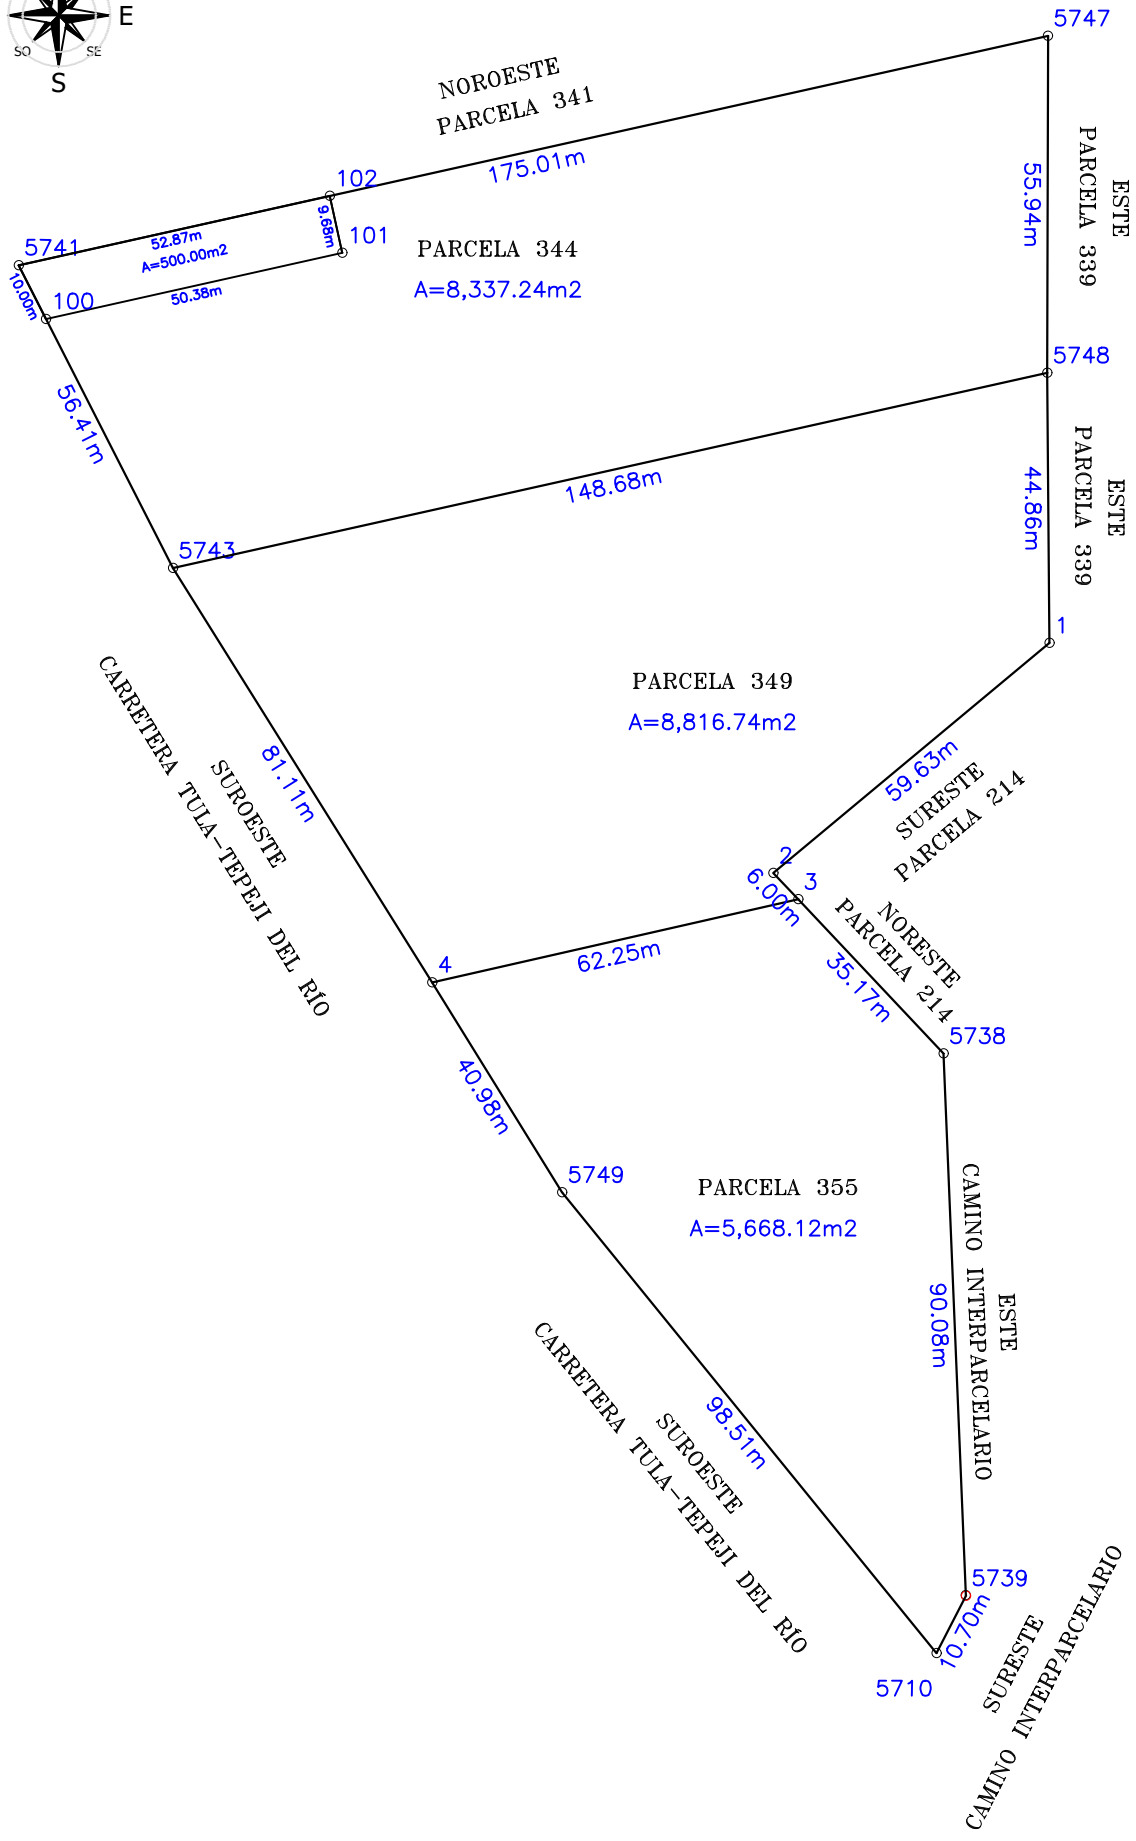 E
SO
SE
S
5747
NOROESTE
PARCELA 341
175.01m
102
9.68m
101
5741
52.87m
A=500.00m2
10.00m
100
50.38m
PARCELA 344
A=8,337.24m2
55.94m
ESTE
PARCELA 339
5748
56.41m
148.68m
44.86m
ESTE
PARCELA 339
5743
1
PARCELA 349
A=8,816.74m2
59.63m
SURESTE
PARCELA 214
SUROESTE
CARRETERA TULA-TEPEJI DEL RÍO
81.11m
2
6.00m
3
NORESTE
PARCELA 214
62.25m
4
35.17m
5738
40.98m
5749
PARCELA 355
A=5,668.12m2
90.08m
ESTE
CAMINO INTERPARCELARIO
98.51m
SUROESTE
CARRETERA TULA-TEPEJI DEL RÍO
5739
10.70m
5710
SURESTE
CAMINO INTERPARCELARIO